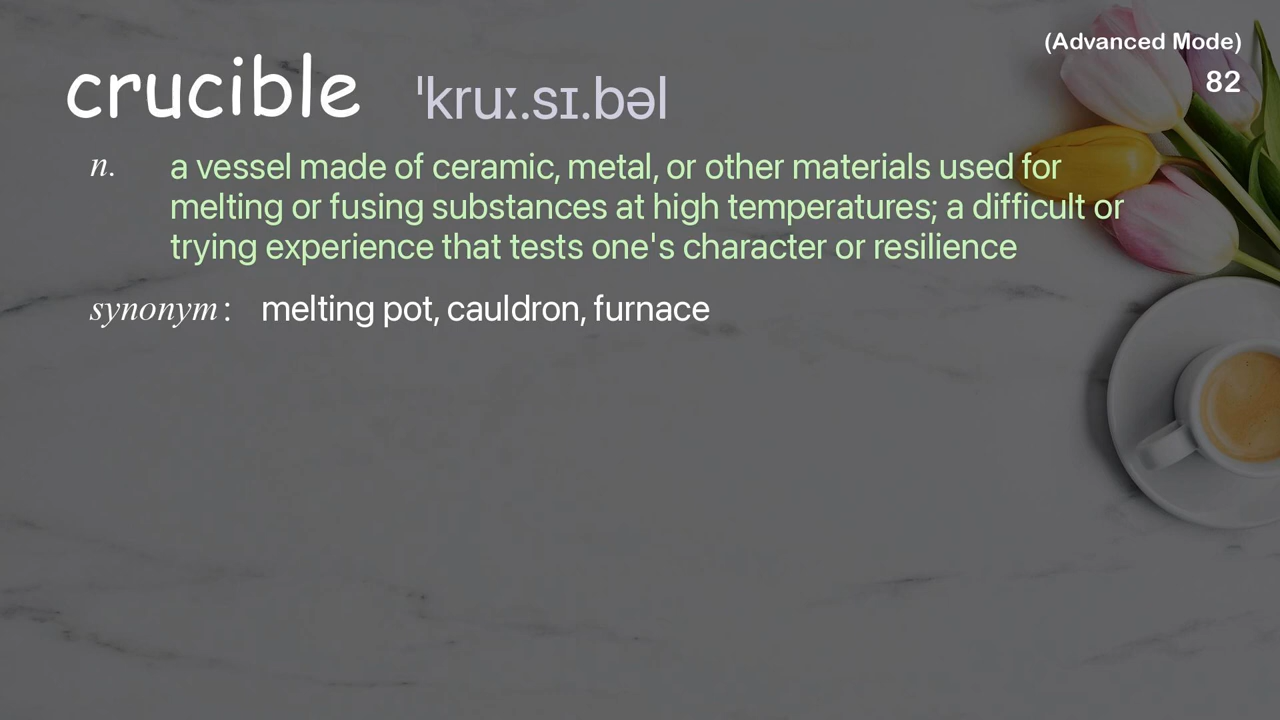 (Advanced Mode)
crucible ˈkruː.sɪ.bəl
82
n. a vessel made of ceramic, metal, or other materials used for
melting or fusing substances at high temperatures; a difficult or
trying experience that tests one's character or resilience
synonym: melting pot, cauldron, furnace